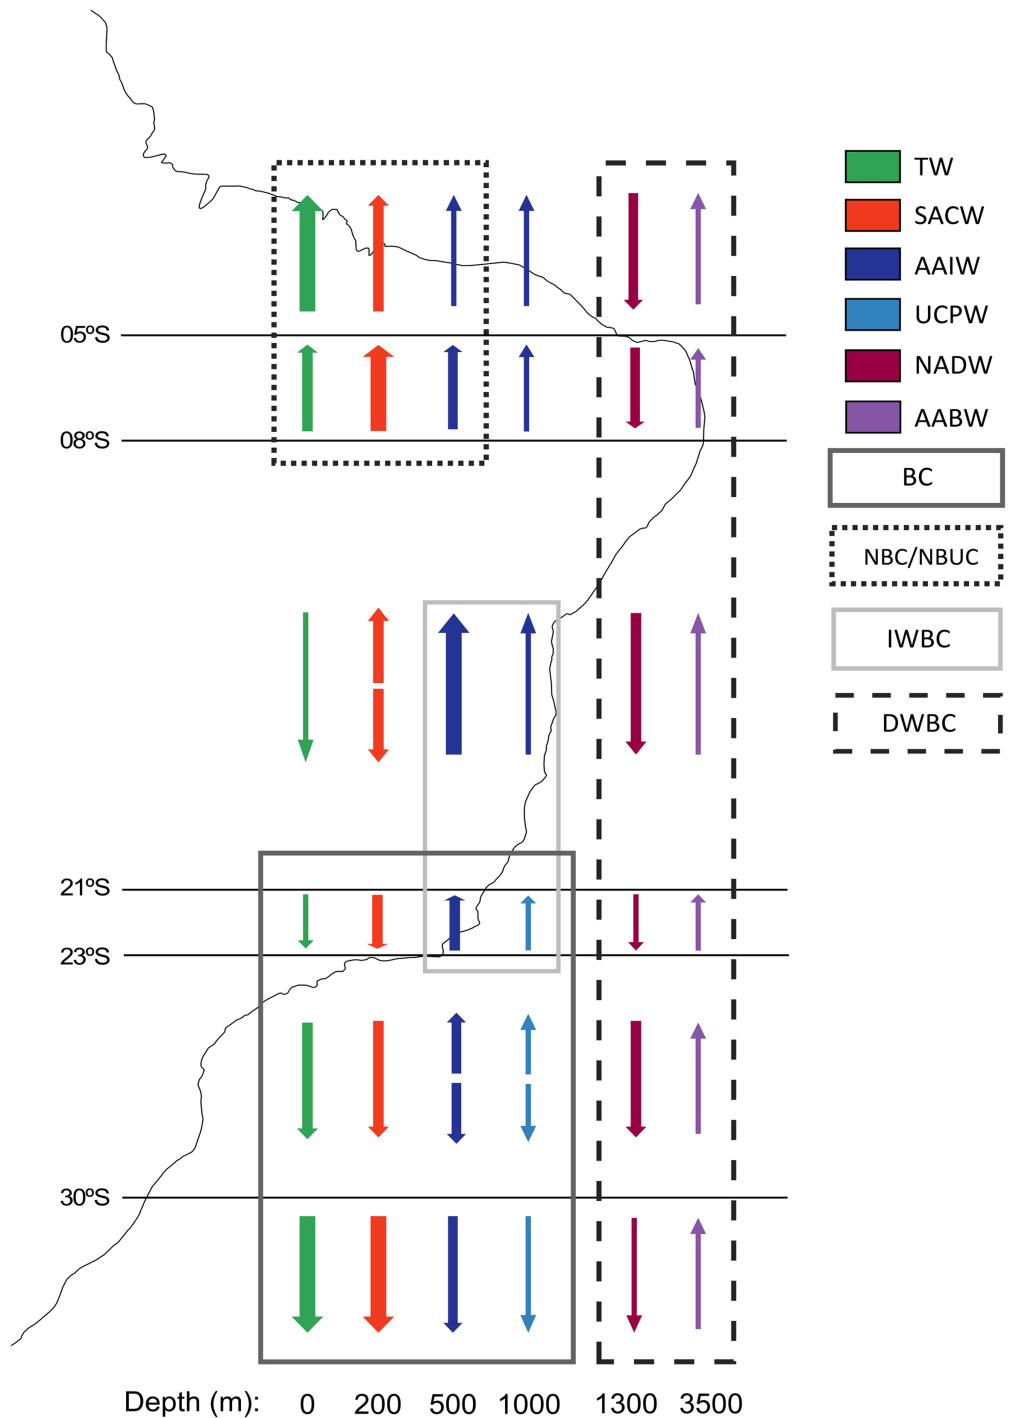 TW
SACW
AAIW
UCPW
NADW
AABW
BC
NBC/NBUC
IWBC
DWBC
05ºS
08ºS
21ºS
23ºS
30ºS
Depth (m): 0 200 500 1000 1300 3500